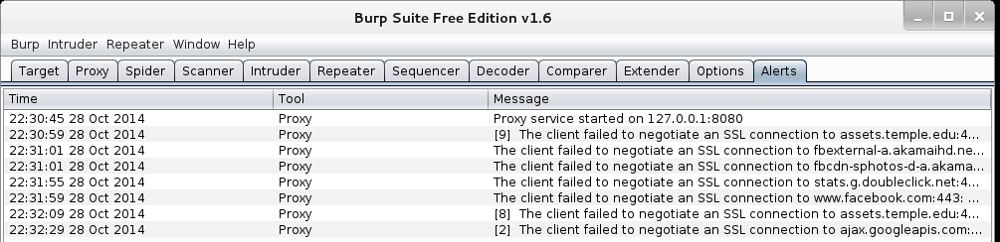 Burp Suite Free Edition v1.6
Burp Intruder Repeater Window Help
Target Proxy Spider Scanner Intruder Repeater Sequencer Decoder Comparer Extender Options Alerts
Time Tool Message
22:30:45 28 Oct 2014 Proxy Proxy service started on 127.0.0.1:8080
22:30:59 28 Oct 2014 Proxy [9] The client failed to negotiate an SSL connection to assets.temple.edu:4...
22:31:01 28 Oct 2014 Proxy The client failed to negotiate an SSL connection to fbexternal-a.akamaihd.ne...
22:31:01 28 Oct 2014 Proxy The client failed to negotiate an SSL connection to fbcdn-sphotos-d-a.akama...
22:31:55 28 Oct 2014 Proxy The client failed to negotiate an SSL connection to stats.g.doubleclick.net:4...
22:31:59 28 Oct 2014 Proxy The client failed to negotiate an SSL connection to www.facebook.com:443: ...
22:32:09 28 Oct 2014 Proxy [8] The client failed to negotiate an SSL connection to assets.temple.edu:4...
22:32:29 28 Oct 2014 Proxy [2] The client failed to negotiate an SSL connection to ajax.googleapis.com:...